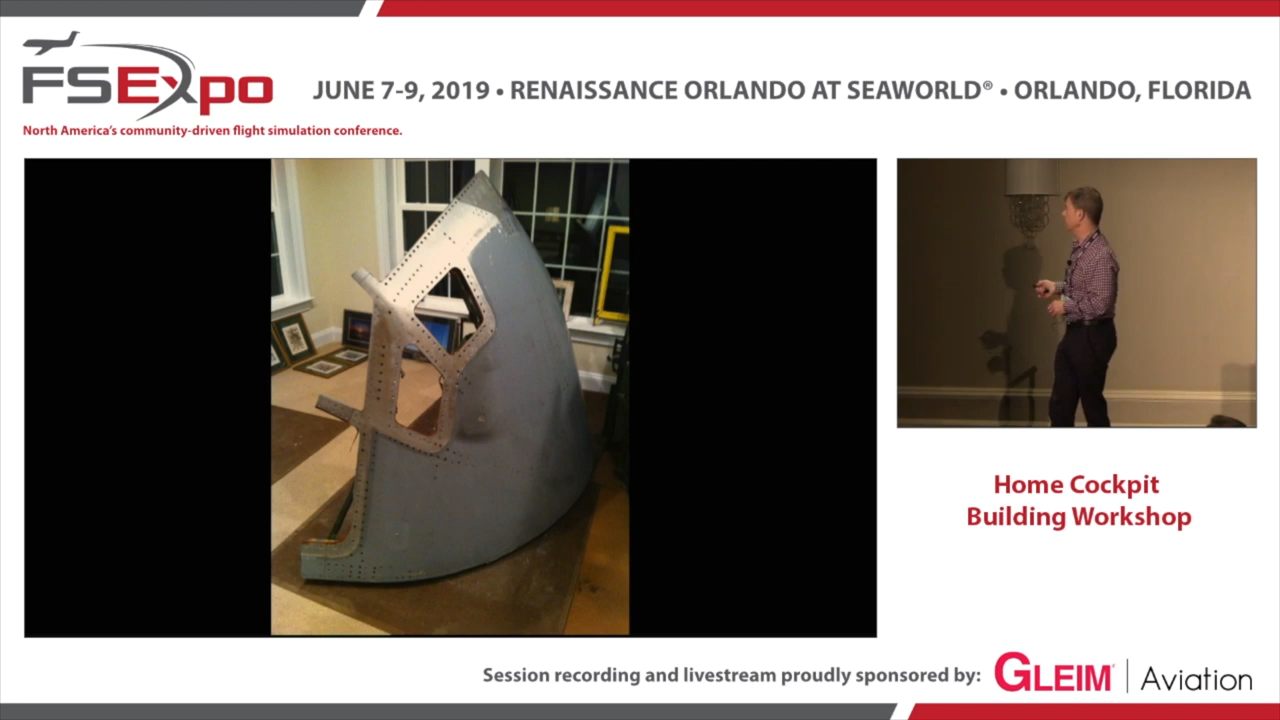 FSExpo
JUNE 7-9, 2019 • RENAISSANCE ORLANDO AT SEAWORLD® • ORLANDO, FLORIDA
North America's community-driven flight simulation conference.
Home Cockpit
Building Workshop
Session recording and livestream proudly sponsored by:
GLEIM® | Aviation